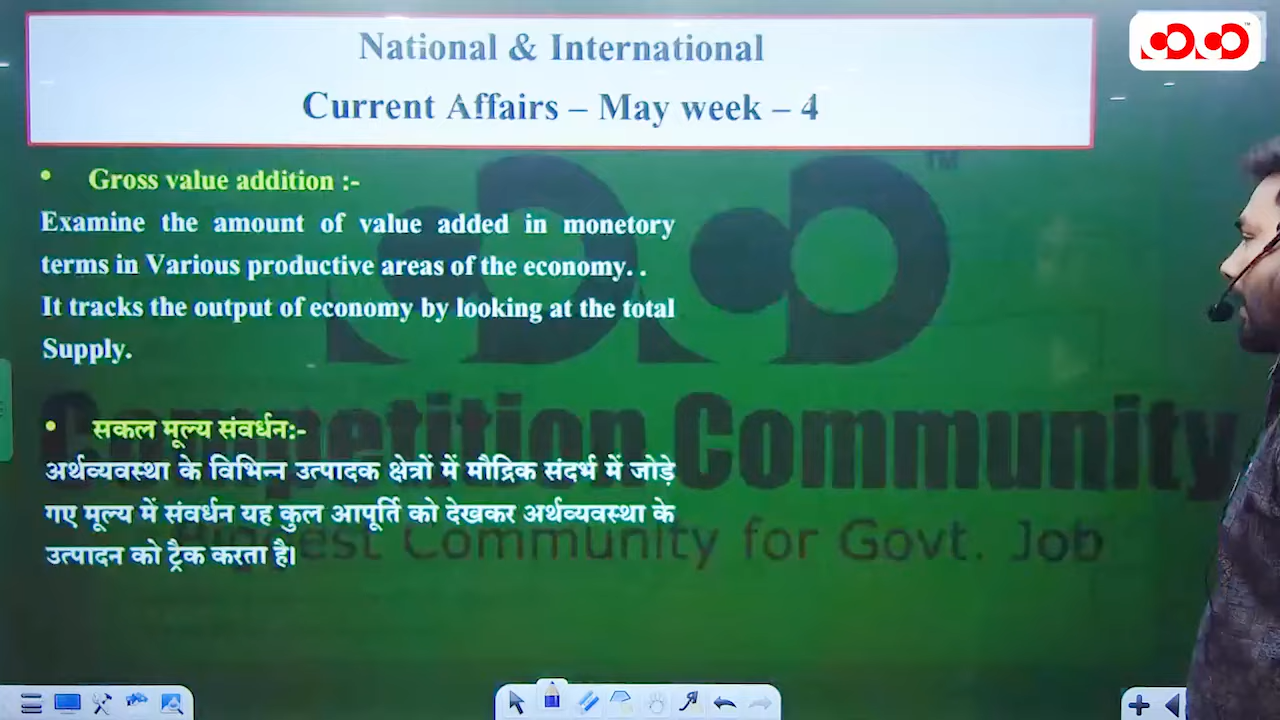 National & International
Current Affairs – May week – 4
• Gross value addition :-
Examine the amount of value added in monetory
terms in Various productive areas of the economy. .
It tracks the output of economy by looking at the total
Supply.
• सकल मूल्य संवर्धन:-
अर्थव्यवस्था के विभिन्न उत्पादक क्षेत्रों में मौद्रिक संदर्भ में जोड़े
गए मूल्य में संवर्धन यह कुल आपूर्ति को देखकर अर्थव्यवस्था के
उत्पादन को ट्रैक करता है।
TM
Competition Community
Biggest Community for Govt. Job